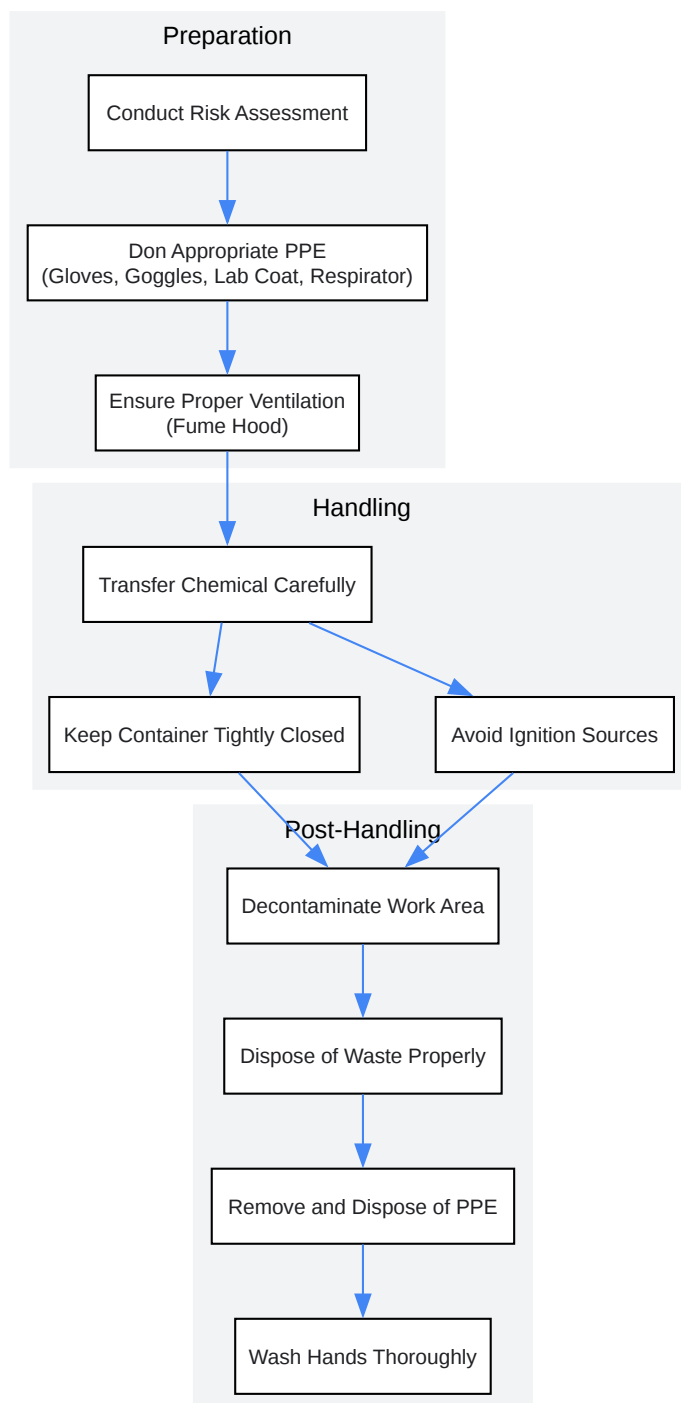 Preparation
Conduct Risk Assessment
Don Appropriate PPE
(Gloves, Goggles, Lab Coat, Respirator)
Ensure Proper Ventilation
(Fume Hood)
Handling
Transfer Chemical Carefully
Keep Container Tightly Closed
Avoid Ignition Sources
Post-Handling
Decontaminate Work Area
Dispose of Waste Properly
Remove and Dispose of PPE
Wash Hands Thoroughly